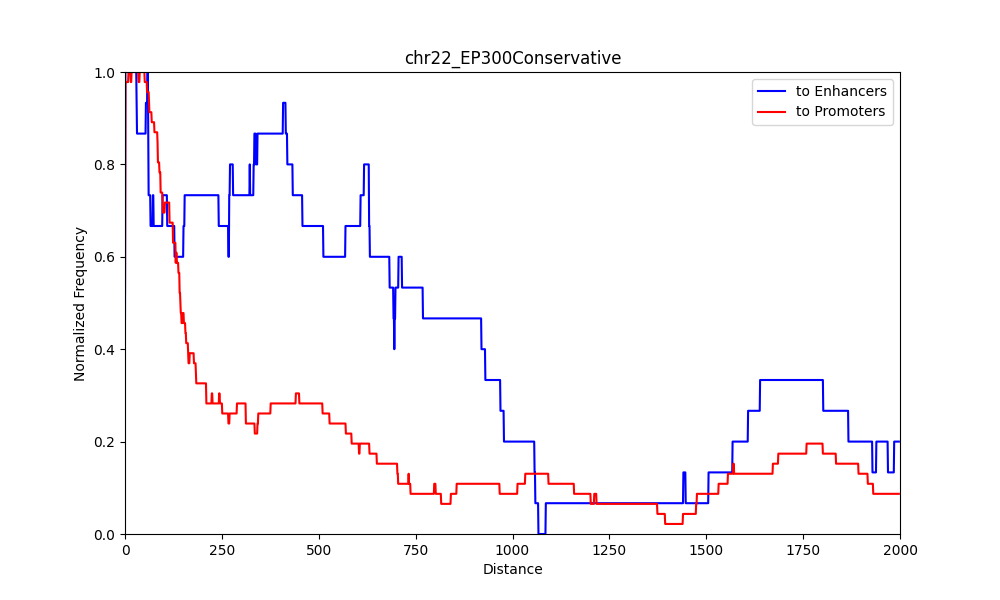 chr22_EP300Conservative
to Enhancers
to Promoters
Normalized Frequency
1.0
0.8
0.6
0.4
0.2
0.0
0 250 500 750 1000 1250 1500 1750 2000
Distance